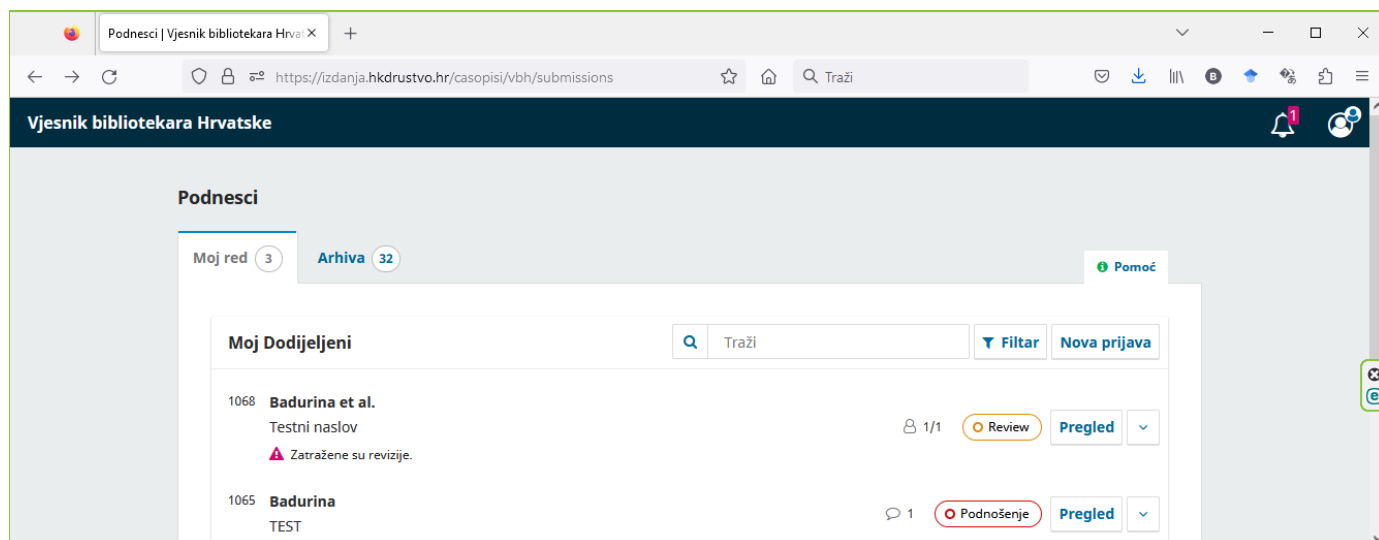 Podnesci | Vjesnik bibliotekara Hrvat
https://izdanja.hkdrustvo.hr/casopisi/vbh/submissions
Traži
Vjesnik bibliotekara Hrvatske
1
Podnesci
Moj red 3
Arhiva 32
Pomoć
Moj Dodijeljeni
Traži
Filtar
Nova prijava
1068 Badurina et al.
Testni naslov
Zatražene su revizije.
1/1
Review
Pregled
1065 Badurina
TEST
1
Podnošenje
Pregled